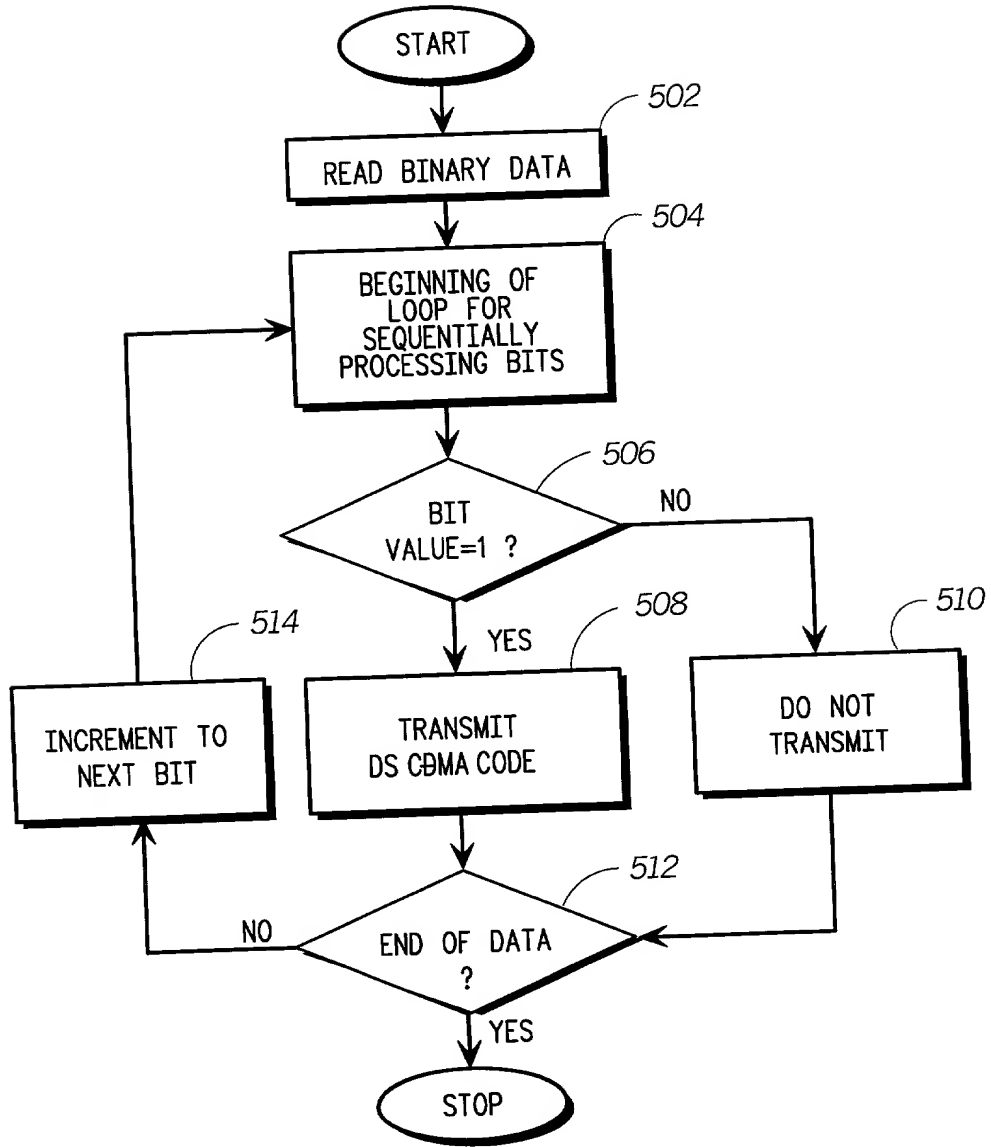 START
502
READ BINARY DATA
504
BEGINNING OF
LOOP FOR
SEQUENTIALLY
PROCESSING BITS
506
BIT
VALUE=1 ?
NO
YES
508
510
514
TRANSMIT
DS CDMA CODE
DO NOT
TRANSMIT
INCREMENT TO
NEXT BIT
512
END OF DATA
?
NO
YES
STOP